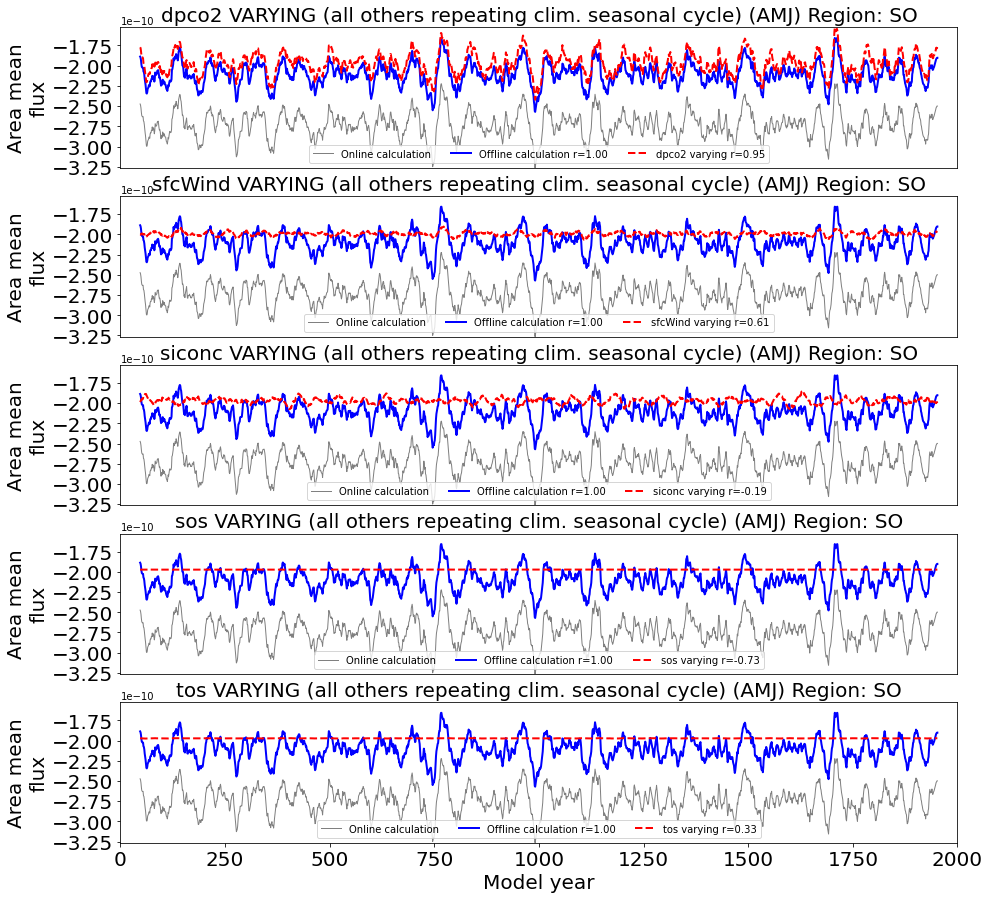 dpco2 VARYING (all others repeating clim. seasonal cycle) (AMJ) Region: SO
1e−10
−1.75
−2.00
−2.25
−2.50
−2.75
−3.00
−3.25
Area mean
flux
Online calculation Offline calculation r=1.00 dpco2 varying r=0.95
sfcWind VARYING (all others repeating clim. seasonal cycle) (AMJ) Region: SO
1e−10
−1.75
−2.00
−2.25
−2.50
−2.75
−3.00
−3.25
Area mean
flux
Online calculation Offline calculation r=1.00 sfcWind varying r=0.61
siconc VARYING (all others repeating clim. seasonal cycle) (AMJ) Region: SO
1e−10
−1.75
−2.00
−2.25
−2.50
−2.75
−3.00
−3.25
Area mean
flux
Online calculation Offline calculation r=1.00 siconc varying r=-0.19
sos VARYING (all others repeating clim. seasonal cycle) (AMJ) Region: SO
1e−10
−1.75
−2.00
−2.25
−2.50
−2.75
−3.00
−3.25
Area mean
flux
Online calculation Offline calculation r=1.00 sos varying r=-0.73
tos VARYING (all others repeating clim. seasonal cycle) (AMJ) Region: SO
1e−10
−1.75
−2.00
−2.25
−2.50
−2.75
−3.00
−3.25
Area mean
flux
Online calculation Offline calculation r=1.00 tos varying r=0.33
0 250 500 750 1000 1250 1500 1750 2000
Model year